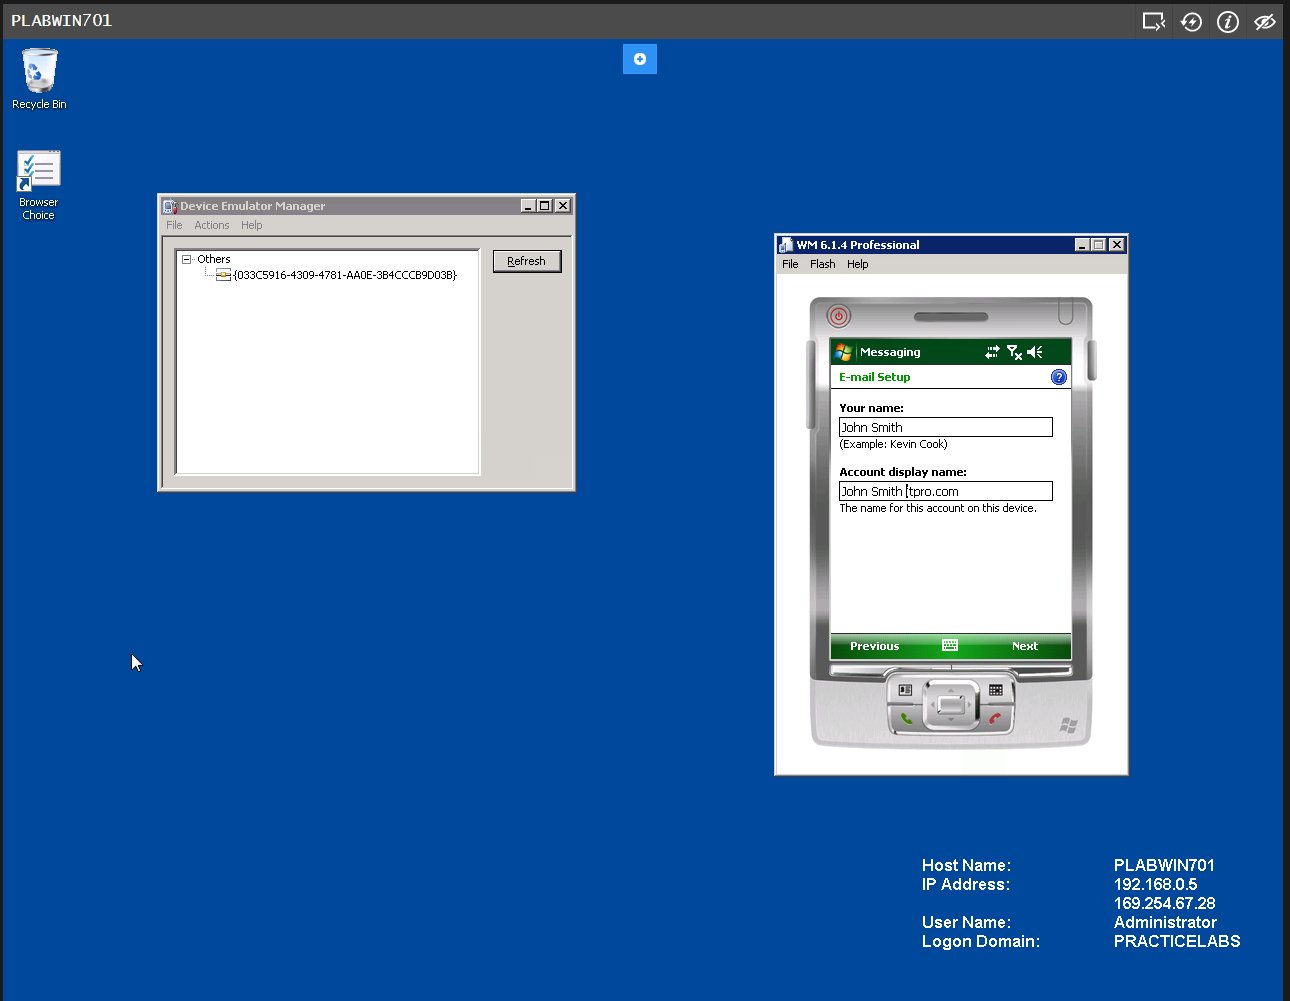 PLABWIN701
Recycle Bin
Browser
Choice
Device Emulator Manager
File Actions Help
Others
{033C5916-4309-4781-AA0E-3B4CCCB9D03B}
Refresh
WM 6.1.4 Professional
File Flash Help
Messaging
E-mail Setup
?
Your name:
John Smith
(Example: Kevin Cook)
Account display name:
John Smith itpro.com
The name for this account on this device.
Previous Next
Host Name: PLABWIN701
IP Address: 192.168.0.5
169.254.67.28
User Name: Administrator
Logon Domain: PRACTICELABS